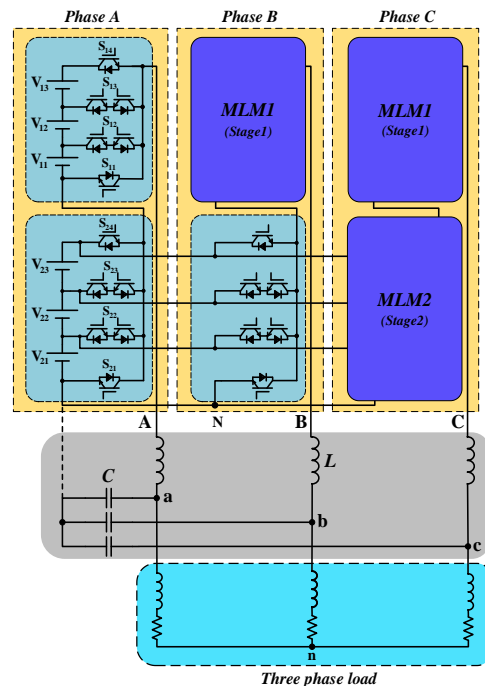 Phase A
Phase B
Phase C
S14
V13
S13
V12
S12
V11
S11
MLM1
(Stage1)
MLM1
(Stage1)
S24
V23
S23
V22
S22
V21
S21
MLM2
(Stage2)
A
N
B
C
L
C
a
b
c
n
Three phase load